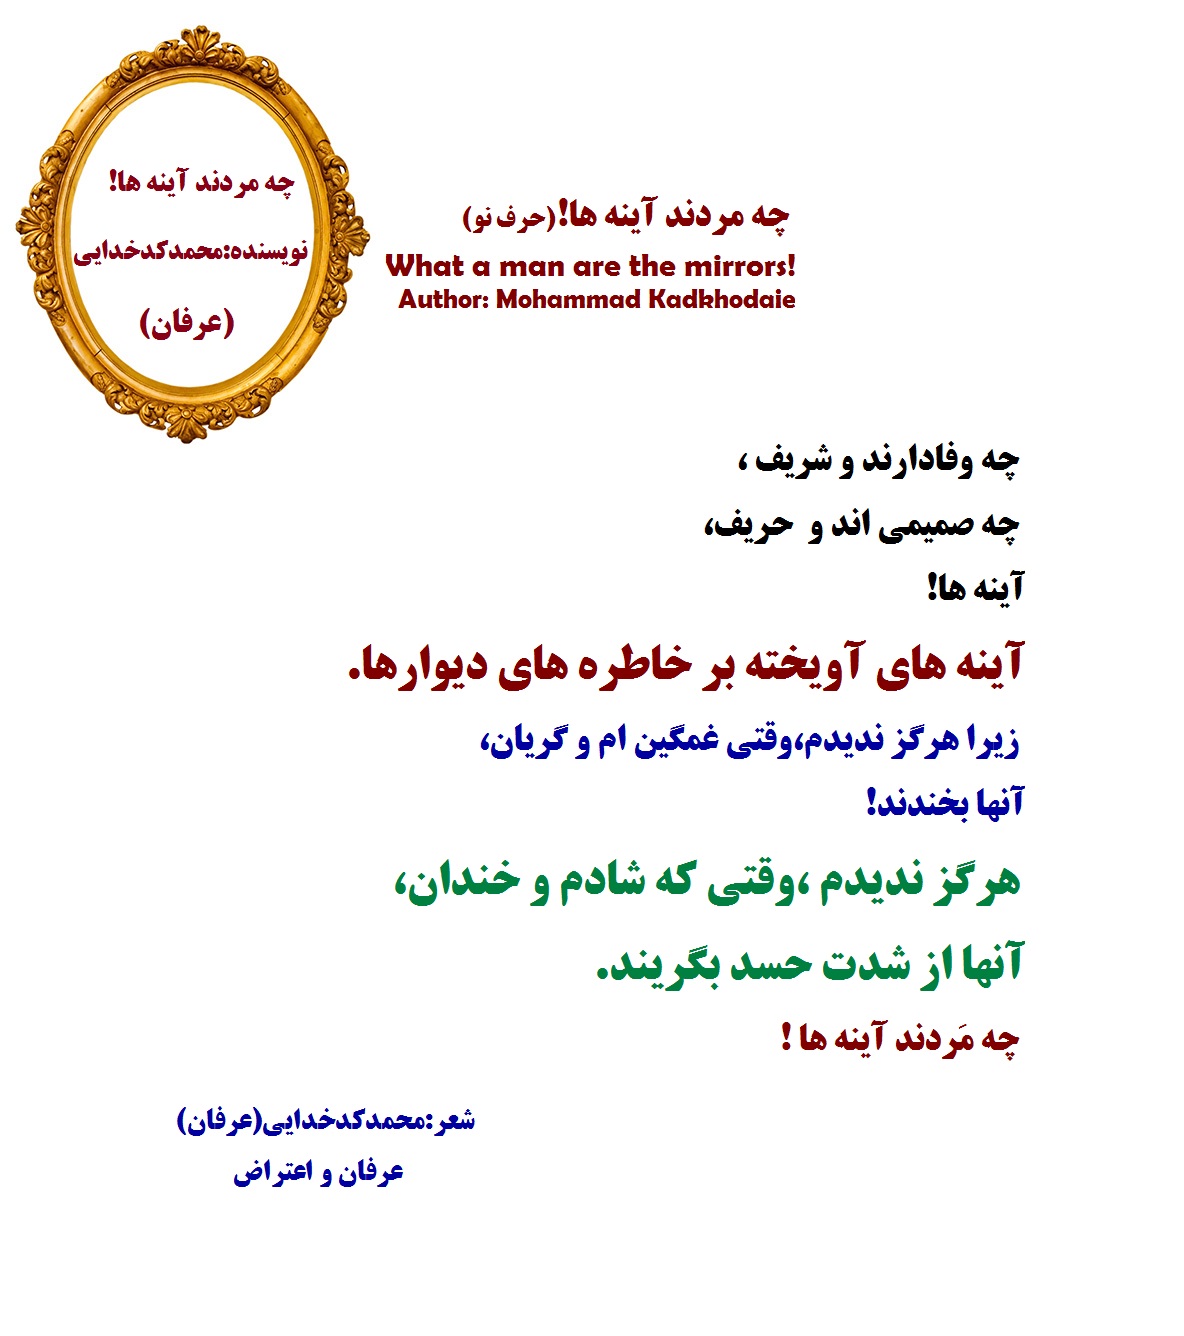 چه مردند آینه ها!
نویسنده:محمدکدخدایی
(عرفان)
چه مردند آینه ها!(حرف نو)
What a man are the mirrors!
Author: Mohammad Kadkhodaie
چه وفادارند و شریف ،
چه صمیمی اند و حریف،
آینه ها!
آینه های آویخته بر خاطره های دیوارها.
زیرا هرگز ندیدم،وقتی غمگین ام و گریان،
آنها بخندند!
هرگز ندیدم ،وقتی که شادم و خندان،
آنها از شدت حسد بگریند.
چه مَردند آینه ها !
شعر:محمدکدخدایی(عرفان)
عرفان و اعتراض